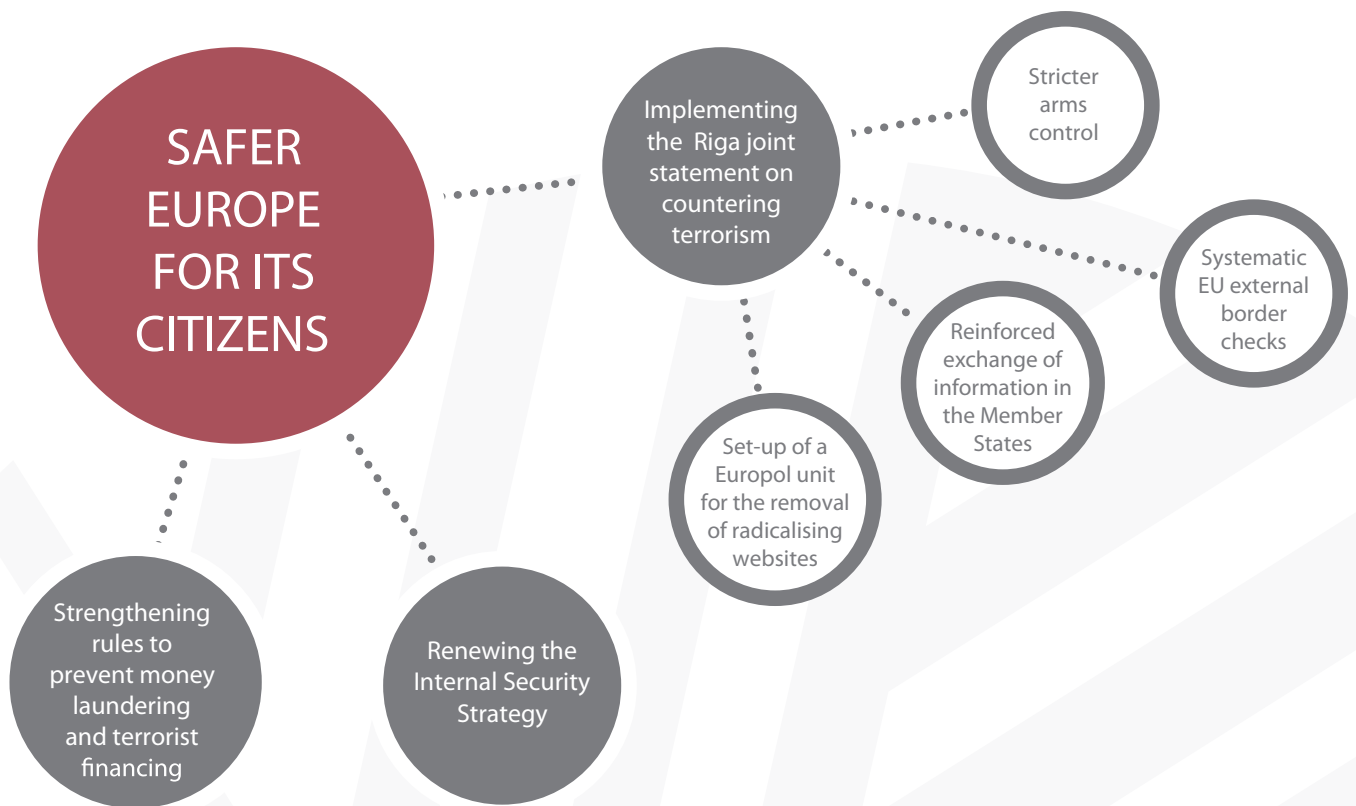 SAFER
EUROPE
FOR ITS
CITIZENS
Implementing
the Riga joint
statement on
countering
terrorism
Stricter
arms
control
Systematic
EU external
border
checks
Reinforced
exchange of
information in
the Member
States
Set-up of a
Europol unit
for the removal
of radicalising
websites
Strengthening
rules to
prevent money
laundering
and terrorist
financing
Renewing the
Internal Security
Strategy